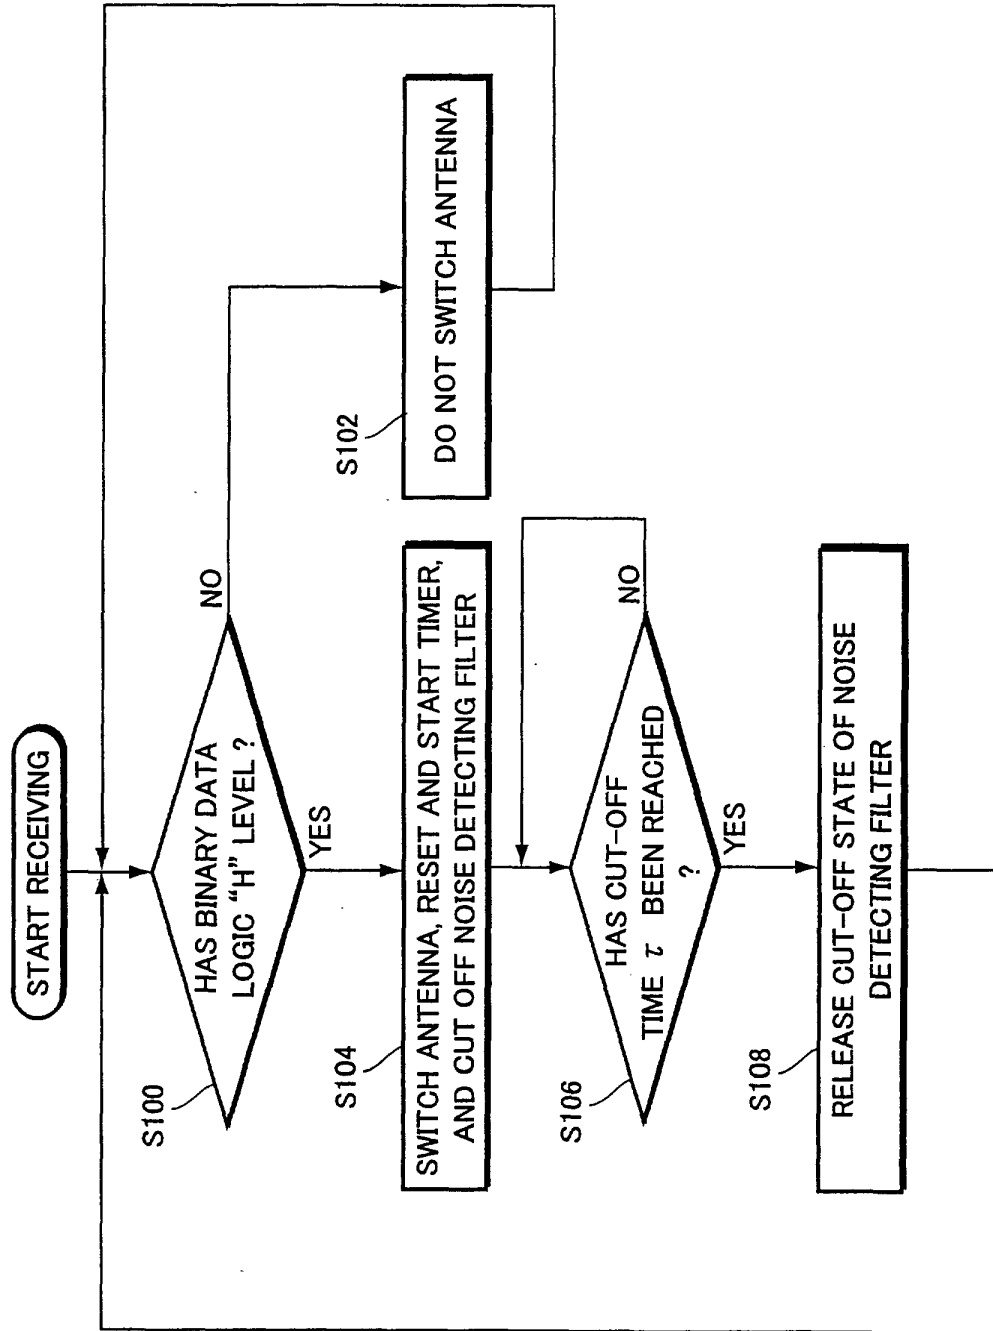 START RECEIVING
S100
HAS BINARY DATA
LOGIC “H” LEVEL ?
NO
YES
S102
DO NOT SWITCH ANTENNA
S104
SWITCH ANTENNA, RESET AND START TIMER,
AND CUT OFF NOISE DETECTING FILTER
S106
HAS CUT-OFF
TIME τ BEEN REACHED
?
NO
YES
S108
RELEASE CUT-OFF STATE OF NOISE
DETECTING FILTER